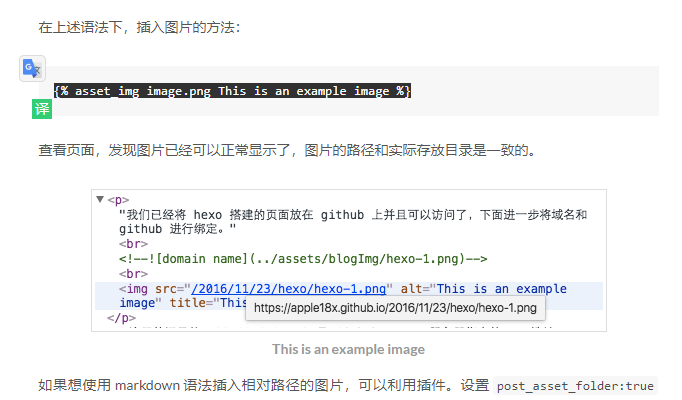 在上述语法下，插入图片的方法：
{% asset_img image.png This is an example image %}
译
查看页面，发现图片已经可以正常显示了，图片的路径和实际存放目录是一致的。
▼<p>
"我们已经将 hexo 搭建的页面放在 github 上并且可以访问了，下面进一步将域名和
github 进行绑定。"
<br>
<!--![domain name](../assets/blogImg/hexo-1.png)-->
<br>
<img src="/2016/11/23/hexo/hexo-1.png" alt="This is an example
image" title="This
https://apple18x.github.io/2016/11/23/hexo/hexo-1.png
</p>
This is an example image
如果想使用 markdown 语法插入相对路径的图片，可以利用插件。设置 post_asset_folder:true